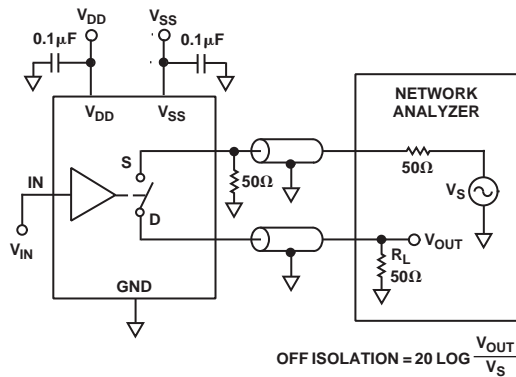 VDD
VSS
0.1µF
0.1µF
VDD
VSS
NETWORK
ANALYZER
S
IN
50Ω
50Ω
VS
D
VIN
VOUT
RL
50Ω
GND
OFF ISOLATION = 20 LOG VOUT
VS